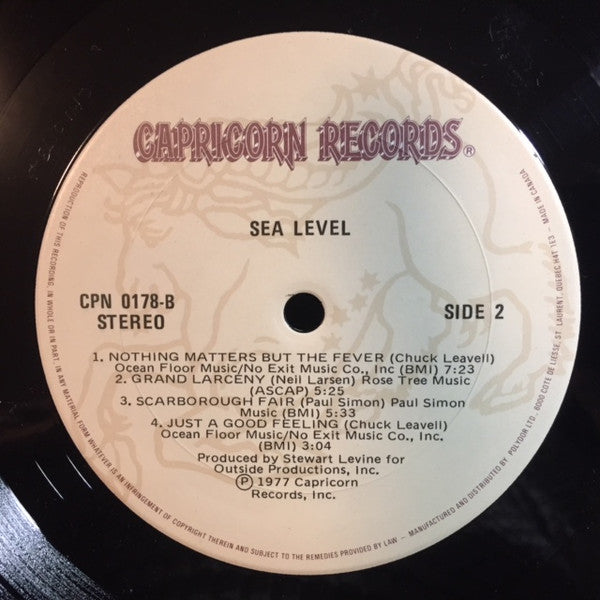 CAPRICORN RECORDS®
SEA LEVEL
CPN 0178-B
STEREO
SIDE 2
1. NOTHING MATTERS BUT THE FEVER (Chuck Leavell)
Ocean Floor Music/No Exit Music Co., Inc (BMI) 7:23
2. GRAND LARCENY (Neil Larsen) Rose Tree Music
(ASCAP) 5:25
3. SCARBOROUGH FAIR (Paul Simon) Paul Simon
Music (BMI) 5:33
4. JUST A GOOD FEELING (Chuck Leavell)
Ocean Floor Music/No Exit Music Co., Inc.
(BMI) 3:04
Produced by Stewart Levine for
Outside Productions, Inc.
℗ 1977 Capricorn
Records, Inc.
REPRODUCTION OF THIS RECORDING, IN WHOLE OR IN PART, IN ANY MATERIAL FORM WHATEVER IS AN INFRINGEMENT OF COPYRIGHT THEREIN AND SUBJECT TO THE REMEDIES PROVIDED BY LAW – MANUFACTURED AND DISTRIBUTED BY POLYDOR LTD., 6000 COTE DE LIESSE, ST. LAURENT, QUEBEC H4T 1E3 – MADE IN CANADA